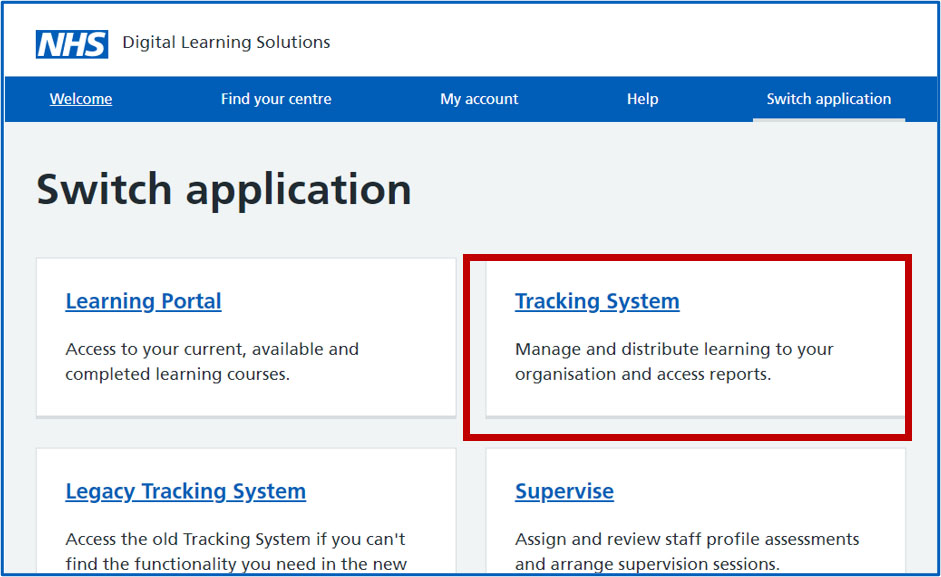 NHS Digital Learning Solutions
Welcome Find your centre My account Help Switch application
Switch application
Learning Portal
Access to your current, available and
completed learning courses.
Tracking System
Manage and distribute learning to your
organisation and access reports.
Legacy Tracking System
Access the old Tracking System if you can't
find the functionality you need in the new
Supervise
Assign and review staff profile assessments
and arrange supervision sessions.